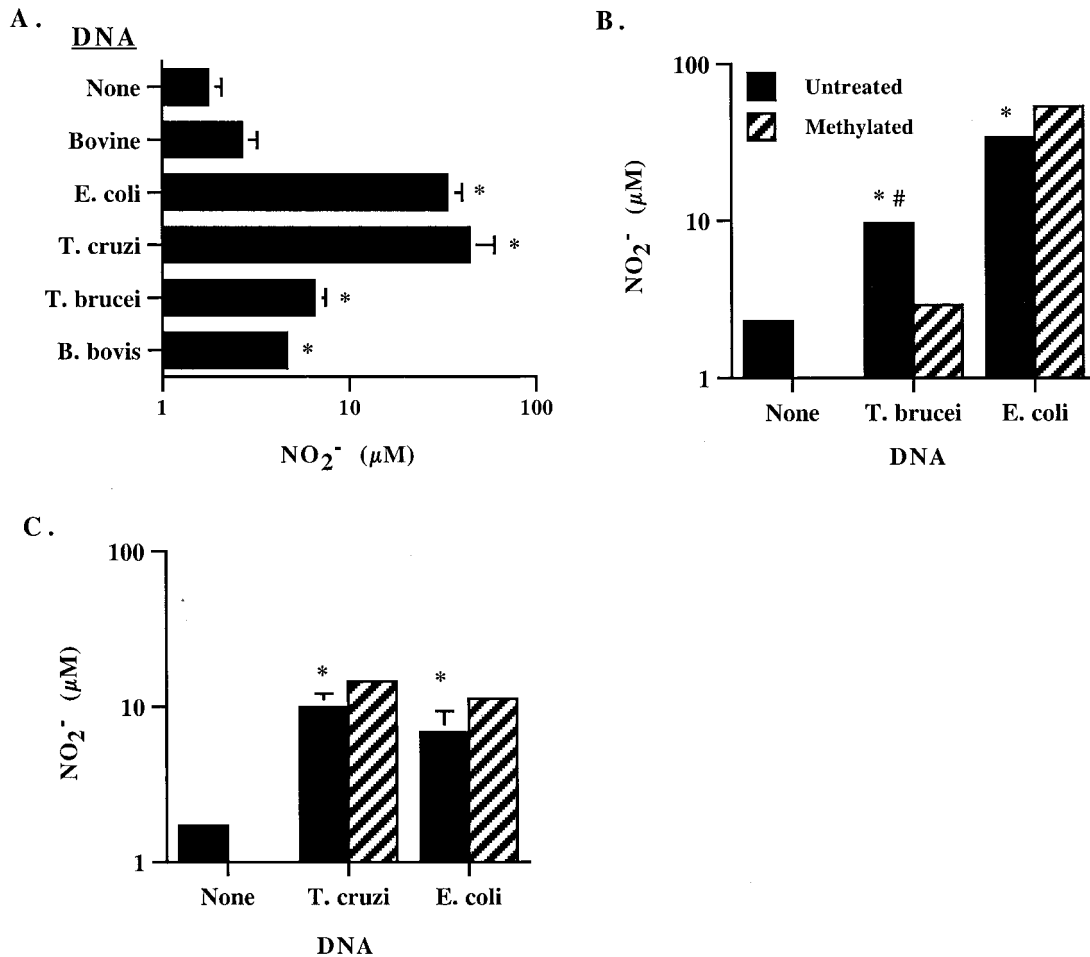 A.
DNA
None
Bovine
E. coli
T. cruzi
T. brucei
B. bovis
*
*
*
*
1 10 100
NO2- (μM)
B.
100
10
1
NO2- (μM)
Untreated
Methylated
* #
*
None T. brucei E. coli
DNA
C.
100
10
1
NO2- (μM)
*
*
None T. cruzi E. coli
DNA